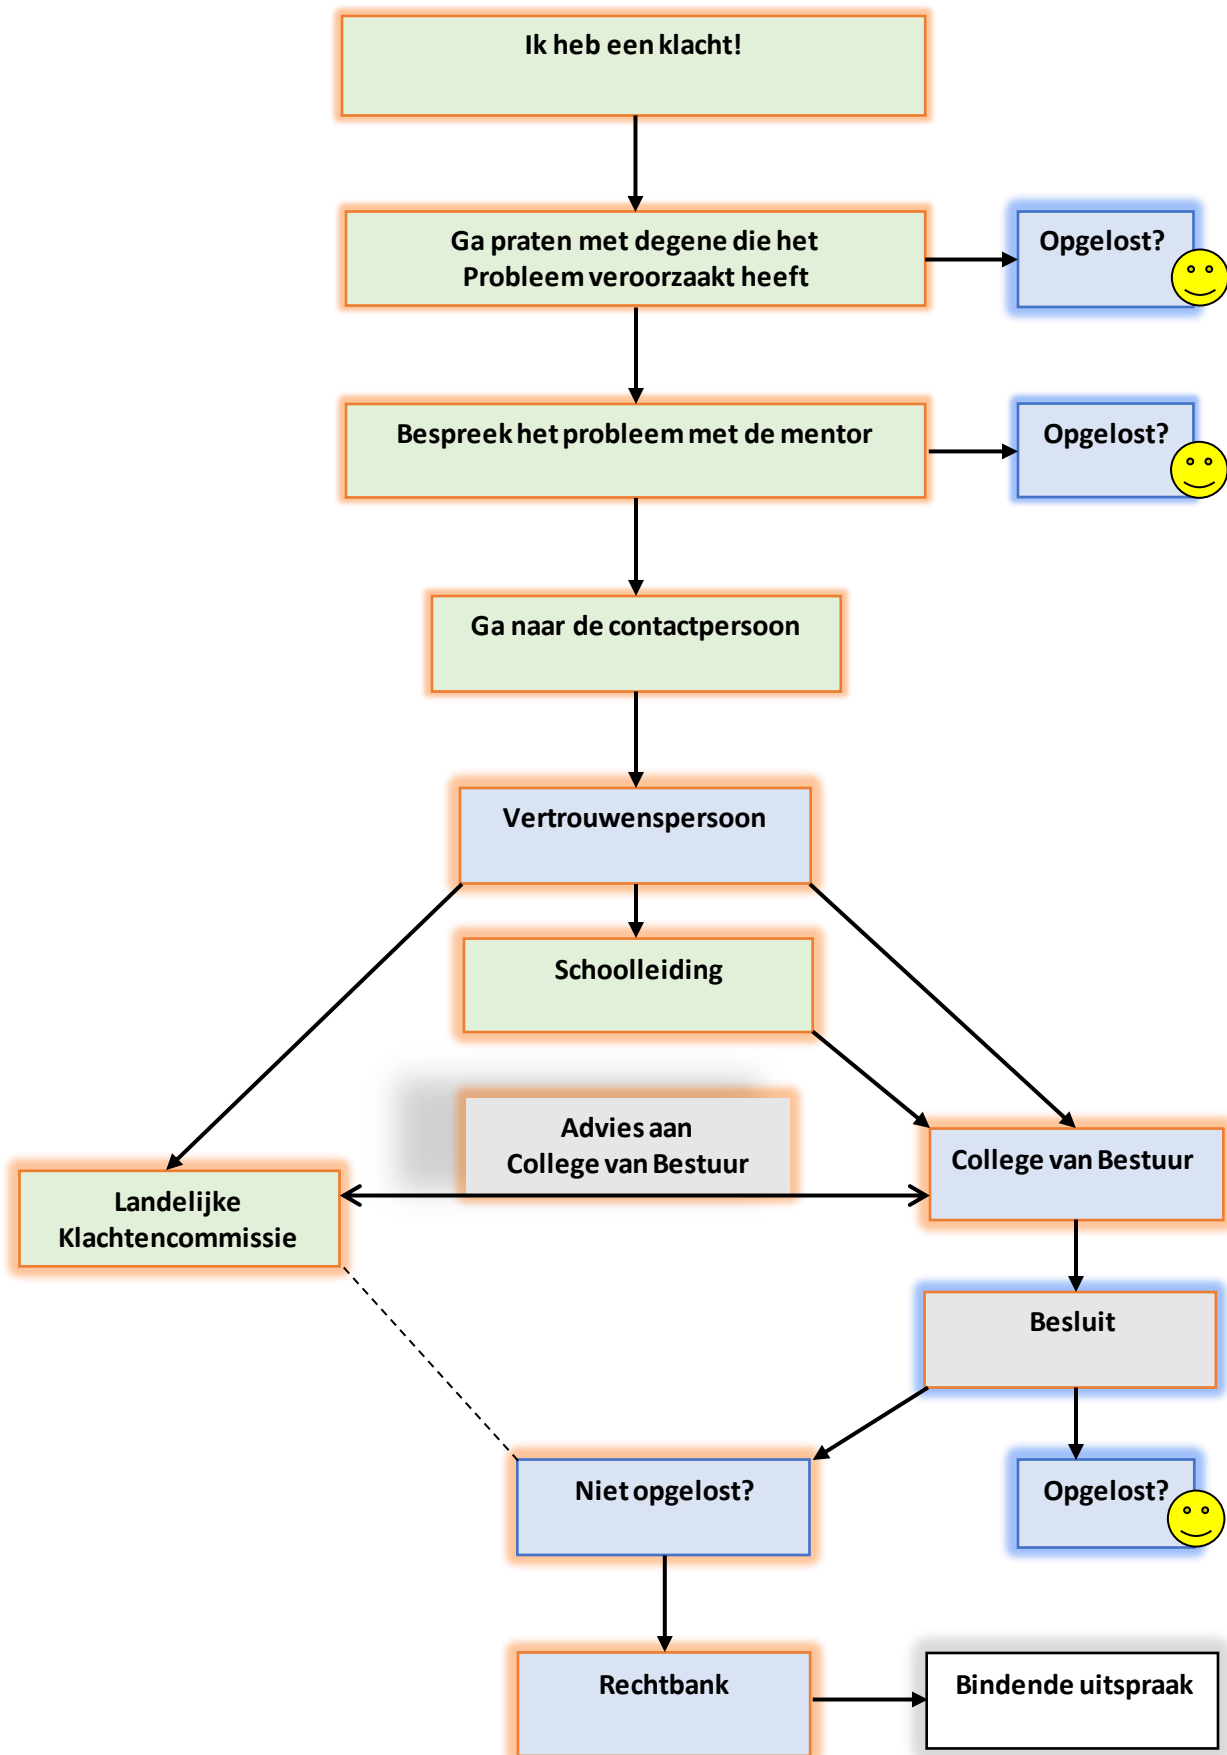 Ik heb een klacht!
Ga praten met degene die het
Probleem veroorzaakt heeft
Opgelost?
Bespreek het probleem met de mentor
Opgelost?
Ga naar de contactpersoon
Vertrouwenspersoon
Schoolleiding
Advies aan
College van Bestuur
College van Bestuur
Landelijke
Klachtencommissie
Besluit
Niet opgelost?
Opgelost?
Rechtbank
Bindende uitspraak